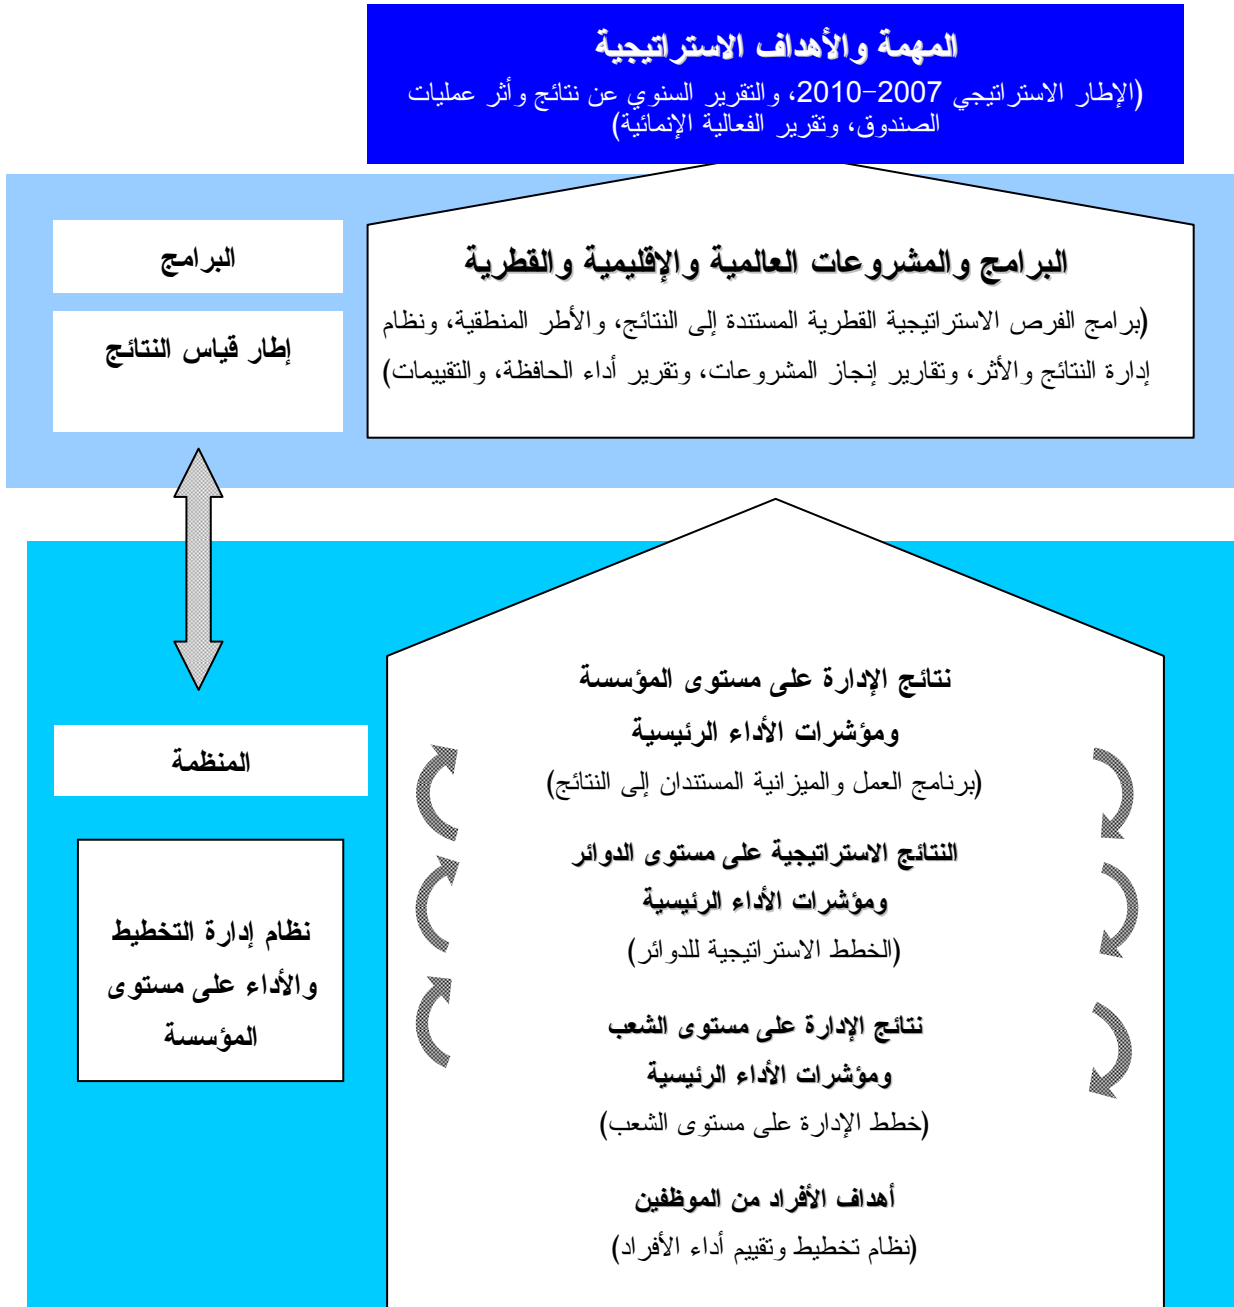 المهمة والأهداف الاستراتيجية
(الإطار الاستراتيجي 2007-2010، والتقرير السنوي عن نتائج وأثر عمليات
الصندوق، وتقرير الفعالية الإنمائية)
البرامج والمشروعات العالمية والإقليمية والقطرية
(برامج الفرص الاستراتيجية القطرية المستندة إلى النتائج، والأطر المنطقية، ونظام
إدارة النتائج والأثر، وتقارير إنجاز المشروعات، وتقرير أداء الحافظة، والتقييمات)
البرامج
إطار قياس النتائج
نتائج الإدارة على مستوى المؤسسة
ومؤشرات الأداء الرئيسية
(برنامج العمل والميزانية المستندان إلى النتائج)
النتائج الاستراتيجية على مستوى الدوائر
ومؤشرات الأداء الرئيسية
(الخطط الاستراتيجية للدوائر)
نتائج الإدارة على مستوى الشعب
ومؤشرات الأداء الرئيسية
(خطط الإدارة على مستوى الشعب)
أهداف الأفراد من الموظفين
(نظام تخطيط وتقييم أداء الأفراد)
المنظمة
نظام إدارة التخطيط
والأداء على مستوى
المؤسسة